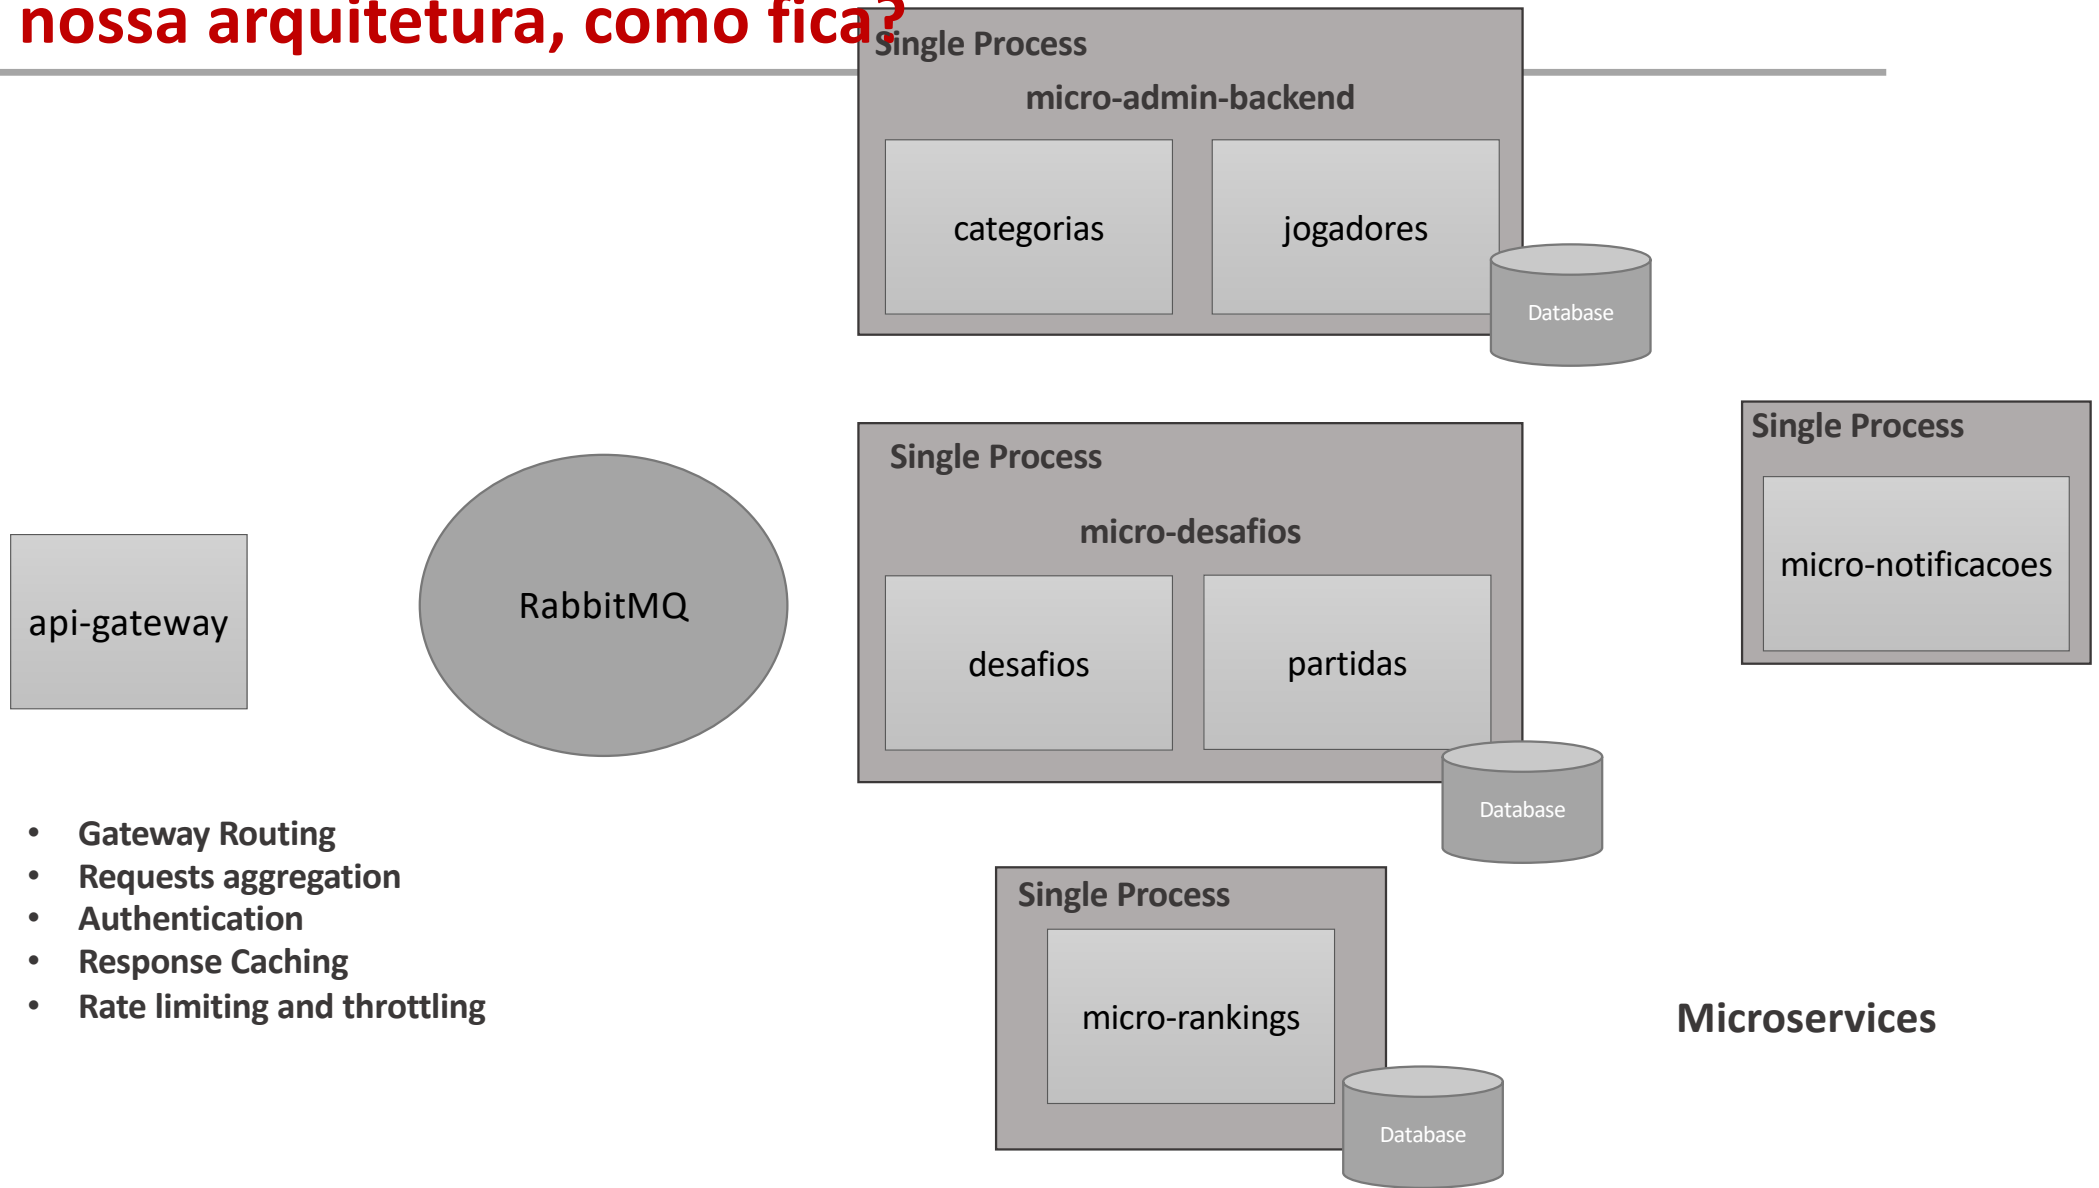 nossa arquitetura, como fica?
Single Process
micro-admin-backend
categorias
jogadores
Database
Single Process
micro-notificacoes
Single Process
micro-desafios
desafios
partidas
Database
api-gateway
RabbitMQ
• Gateway Routing
• Requests aggregation
• Authentication
• Response Caching
• Rate limiting and throttling
Single Process
micro-rankings
Database
Microservices